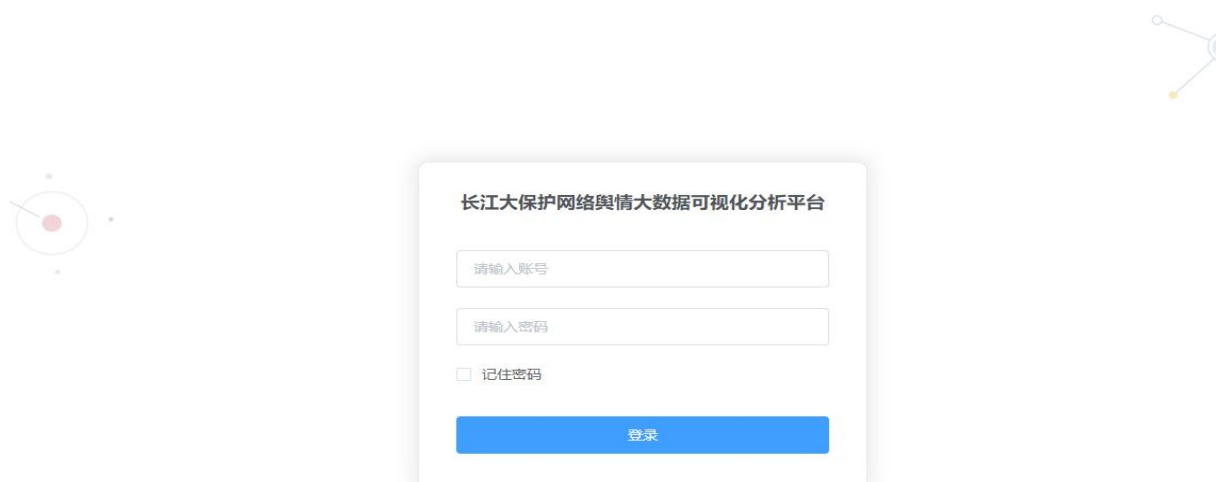 长江大保护网络舆情大数据可视化分析平台
请输入账号
请输入密码
记住密码
登录